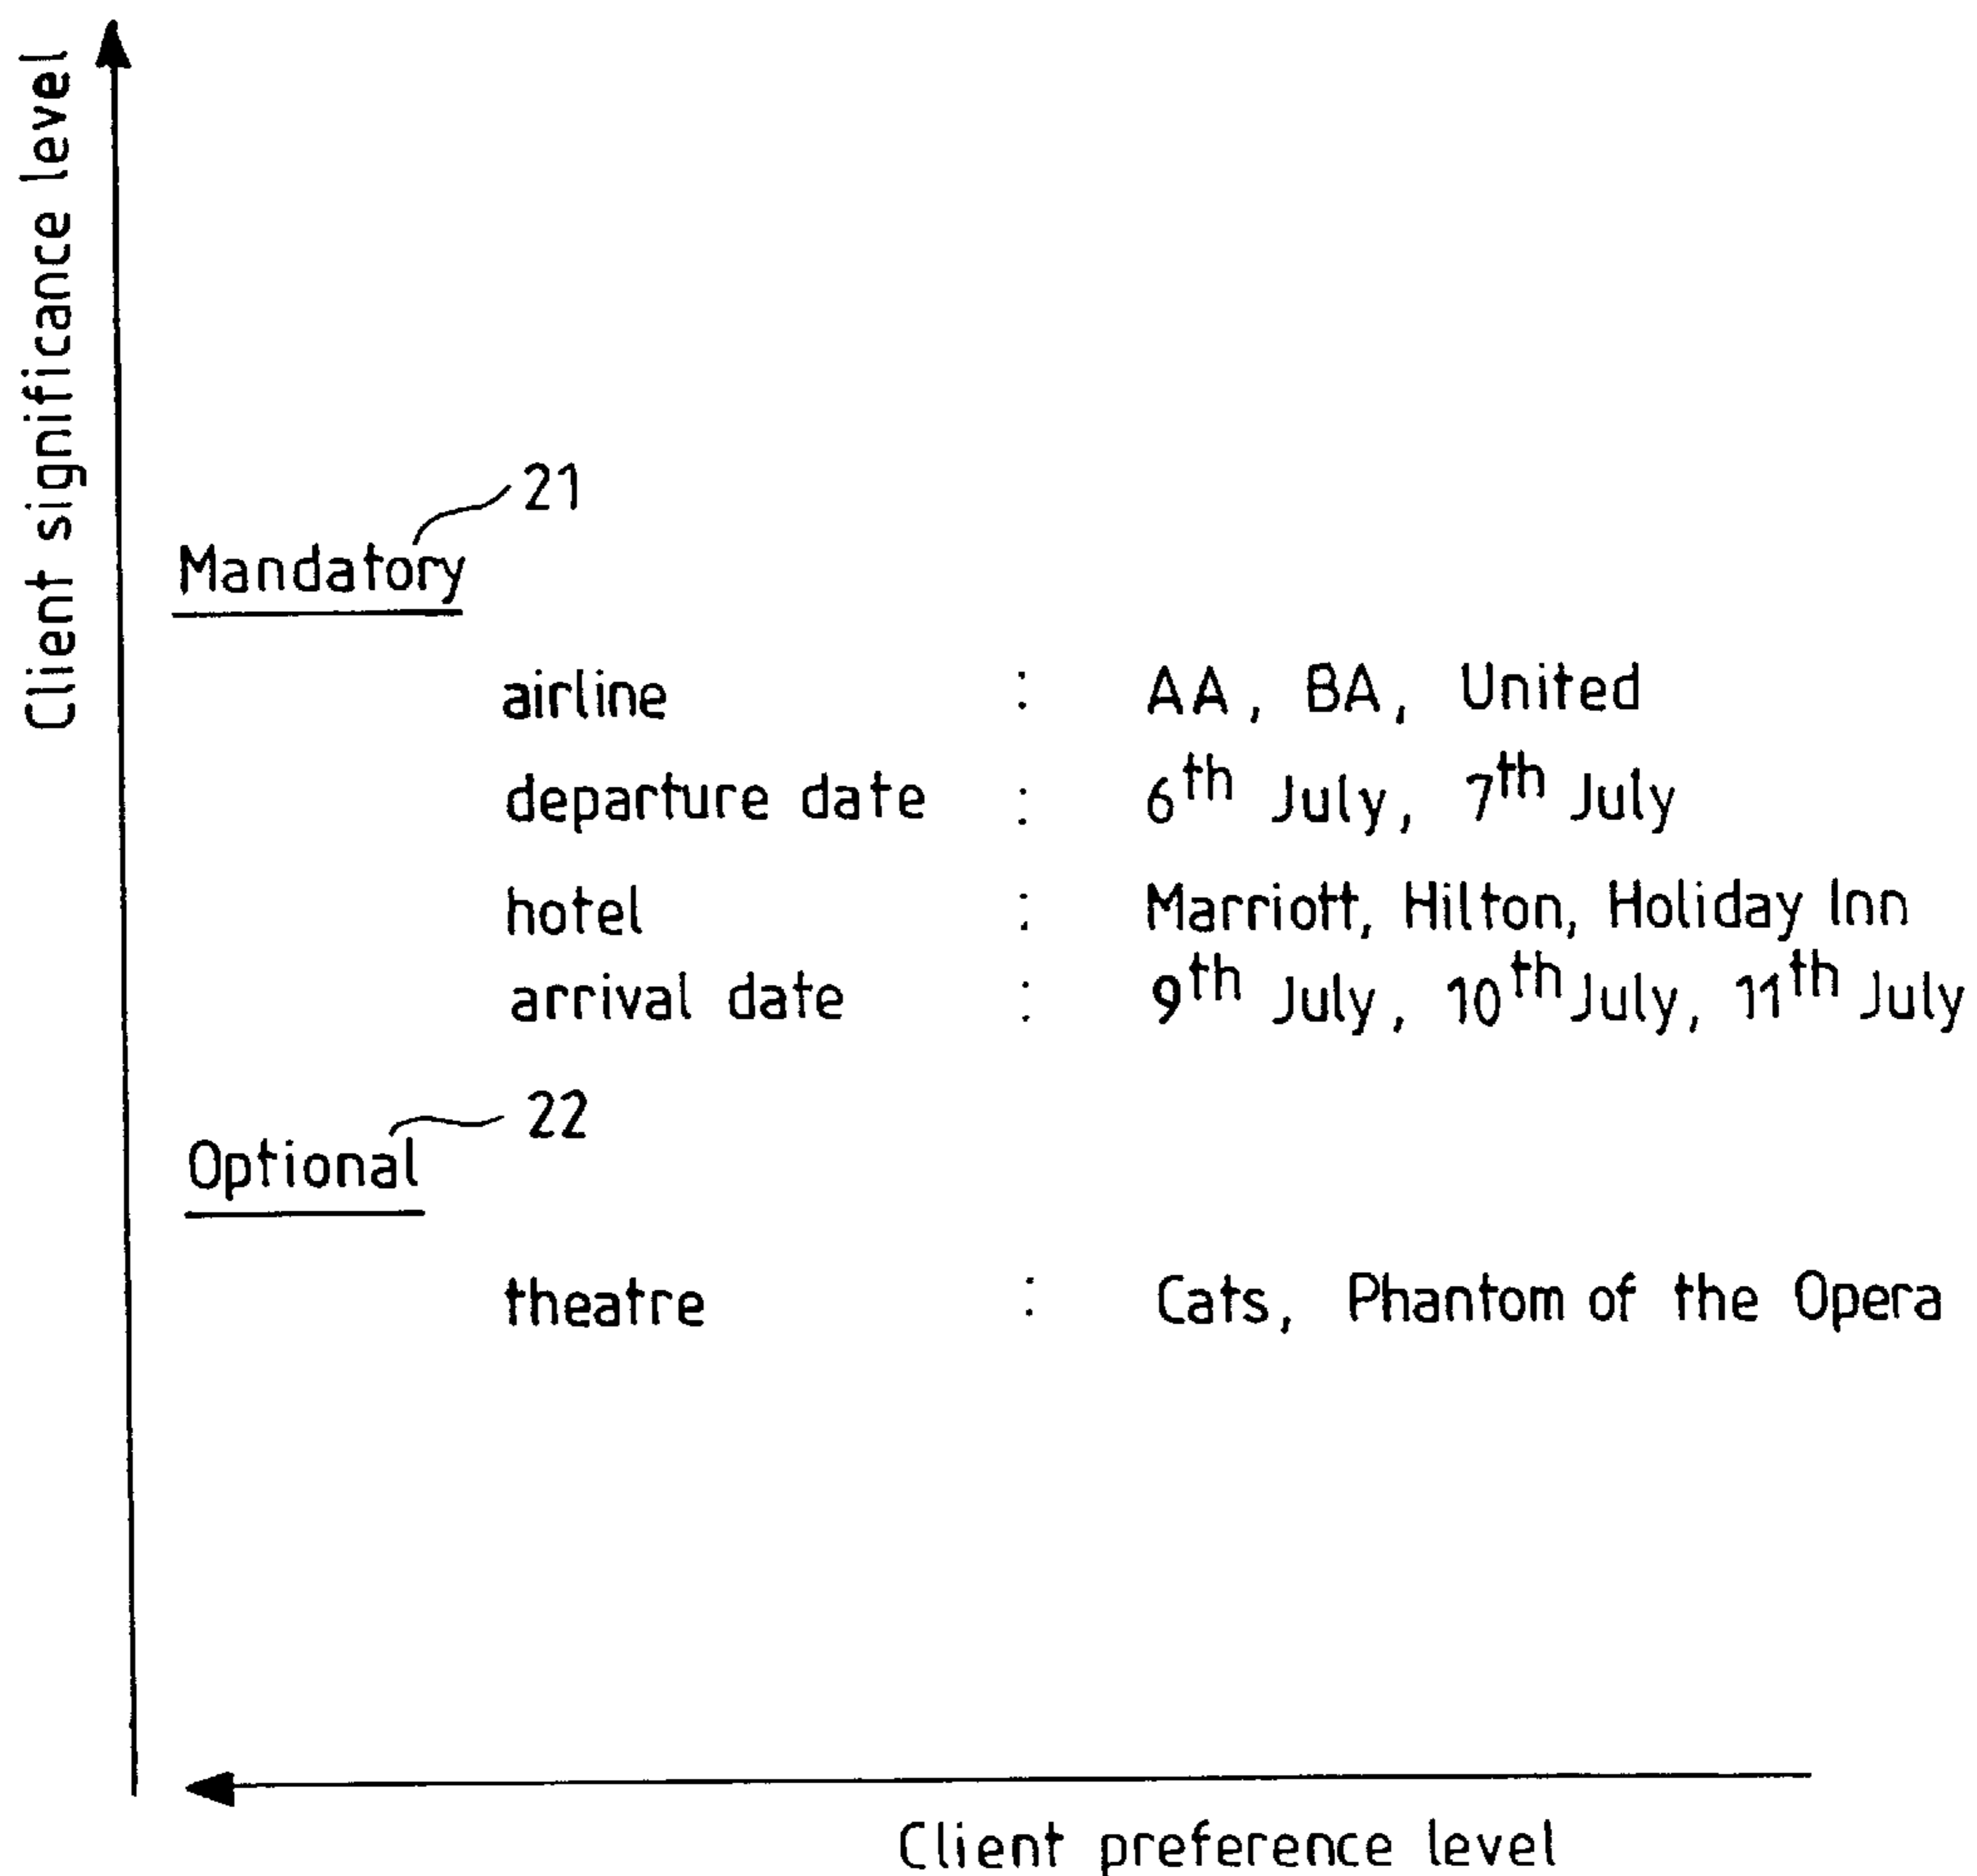 Client significance level
21
Mandatory
airline : AA, BA, United
departure date : 6th July, 7th July
hotel : Marriott, Hilton, Holiday Inn
arrival date : 9th July, 10th July, 11th July
22
Optional
theatre : Cats, Phantom of the Opera
Client preference level